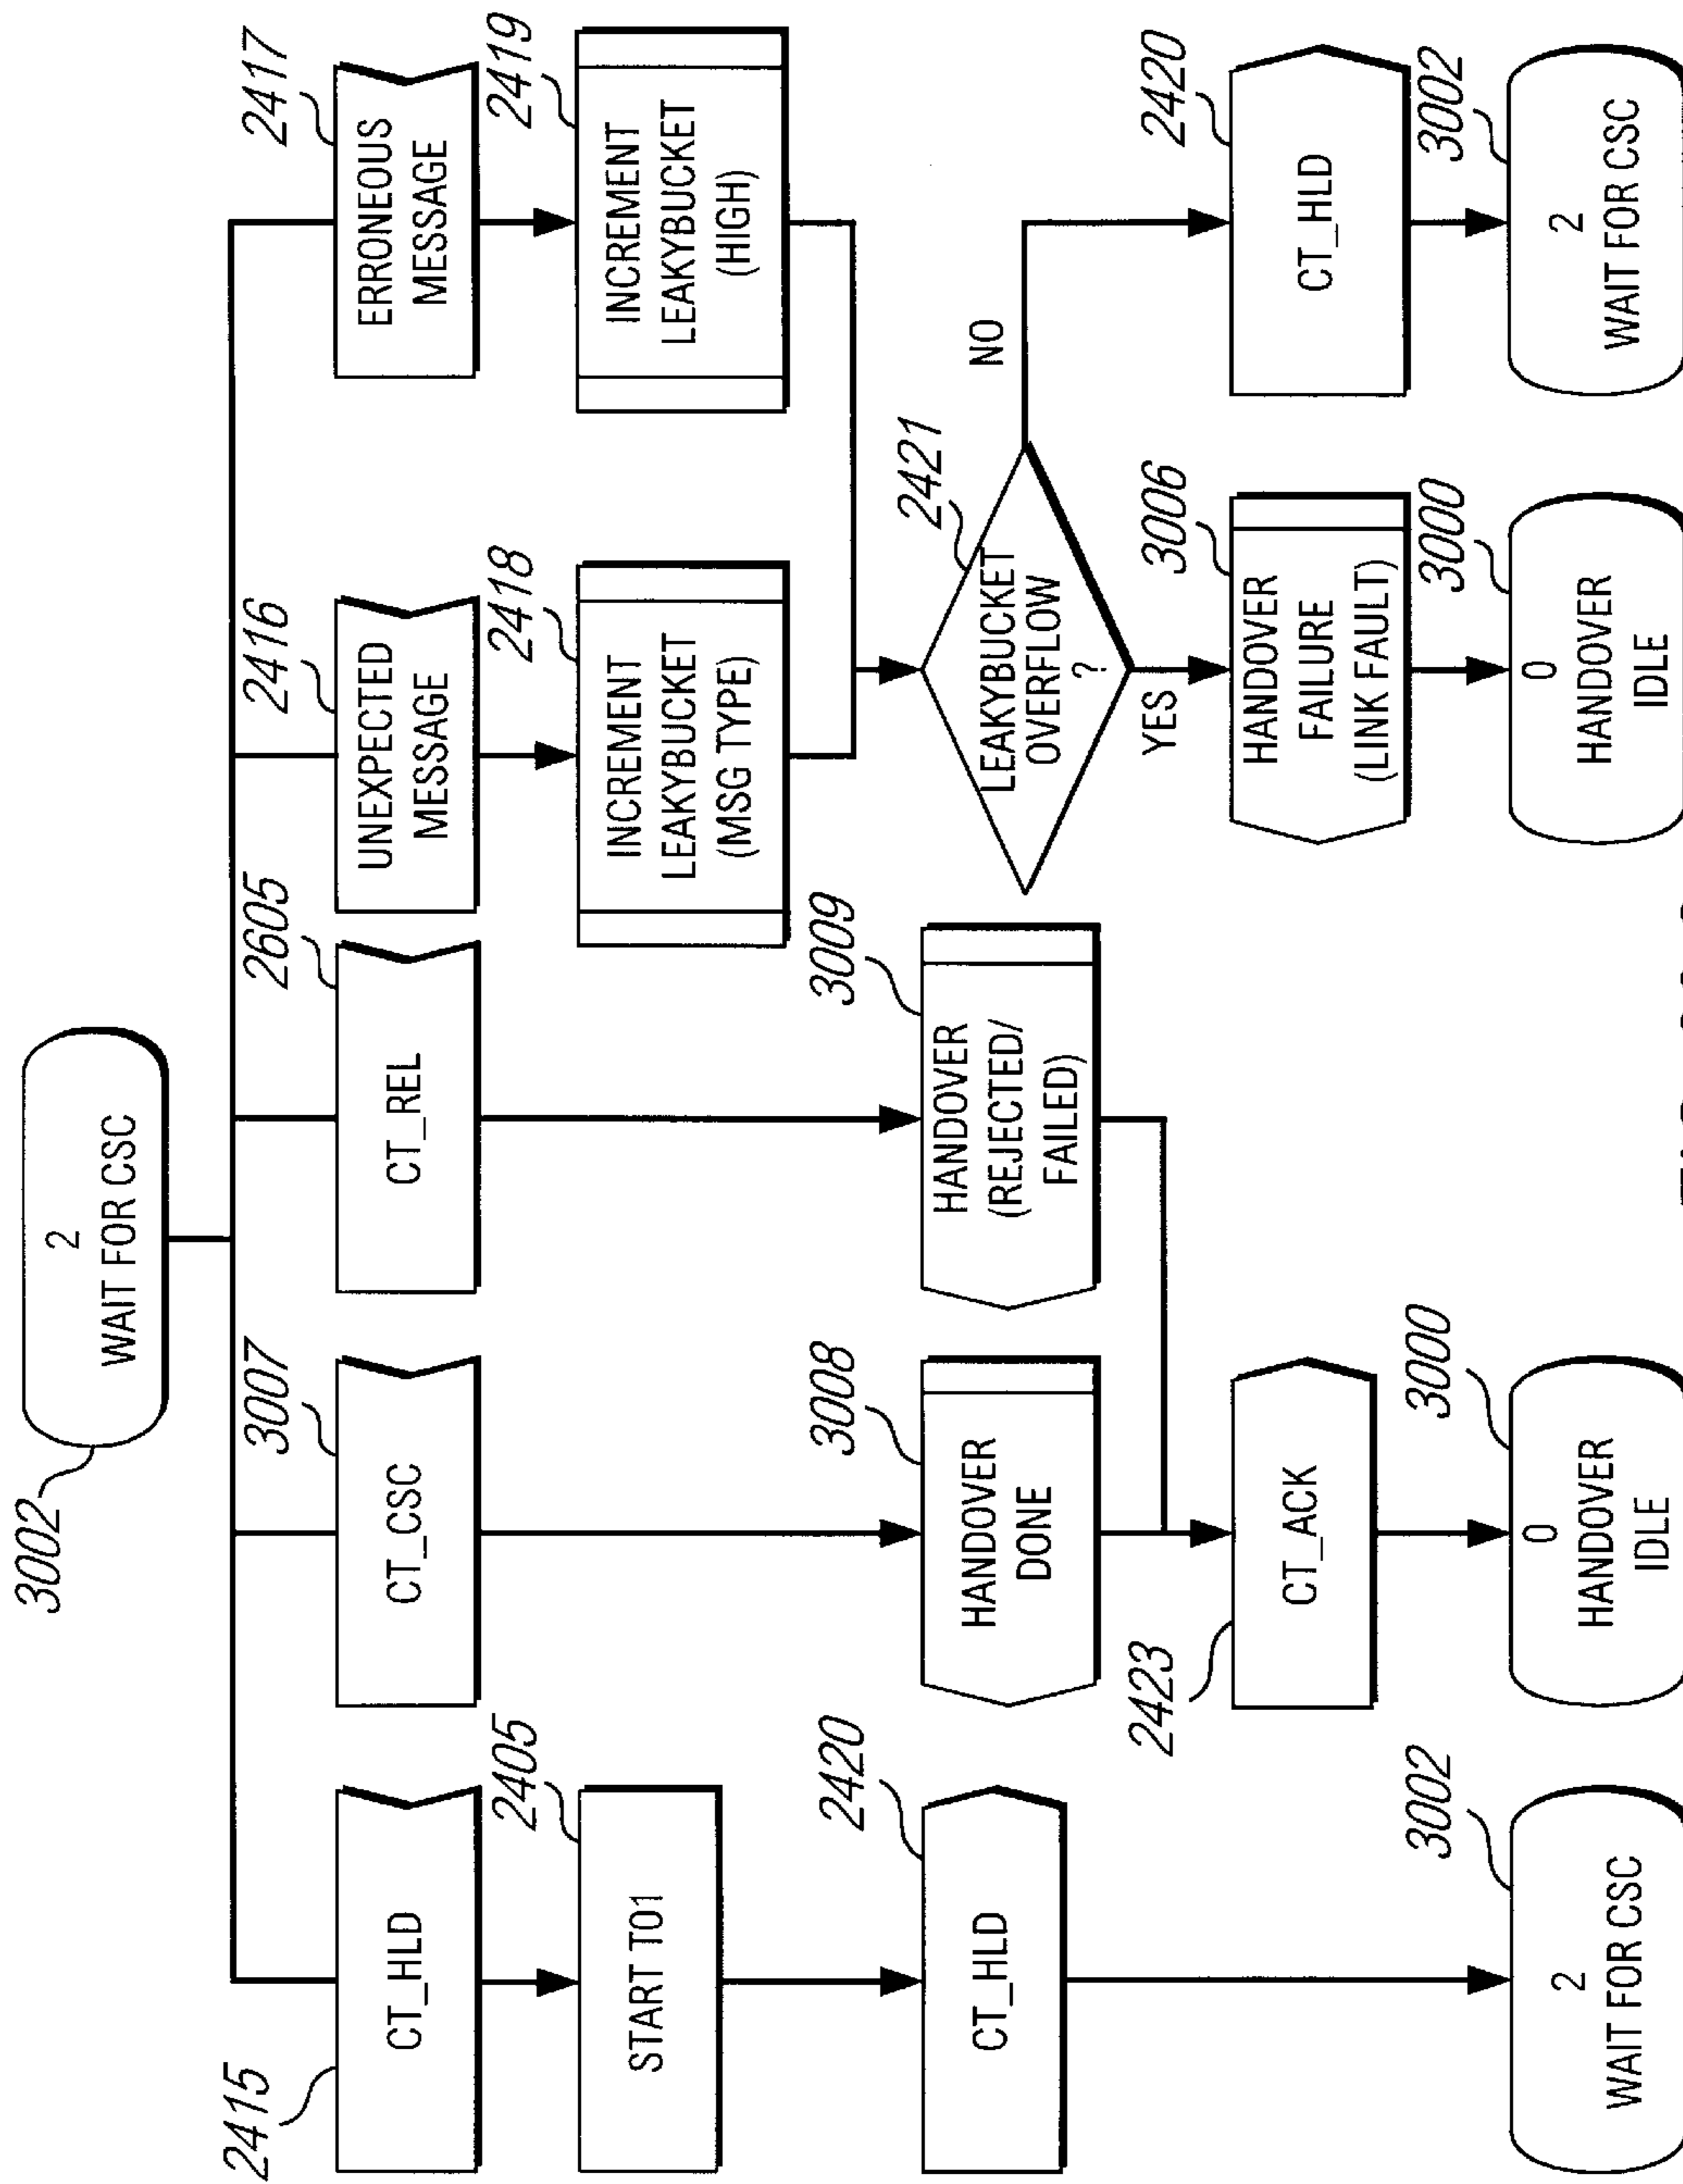 3002
2
WAIT FOR CSC
2415
CT_HLD
3007
CT_CSC
2605
CT_REL
2416
UNEXPECTED
MESSAGE
2417
ERRONEOUS
MESSAGE
2405
START T01
2418
INCREMENT
LEAKYBUCKET
(MSG TYPE)
2419
INCREMENT
LEAKYBUCKET
(HIGH)
2420
CT_HLD
3008
HANDOVER
DONE
3009
HANDOVER
(REJECTED/
FAILED)
2421
LEAKYBUCKET
OVERFLOW
?
NO
YES
2423
CT_ACK
3006
HANDOVER
FAILURE
(LINK FAULT)
2420
CT_HLD
3002
2
WAIT FOR CSC
3000
0
HANDOVER
IDLE
3000
0
HANDOVER
IDLE
3002
2
WAIT FOR CSC